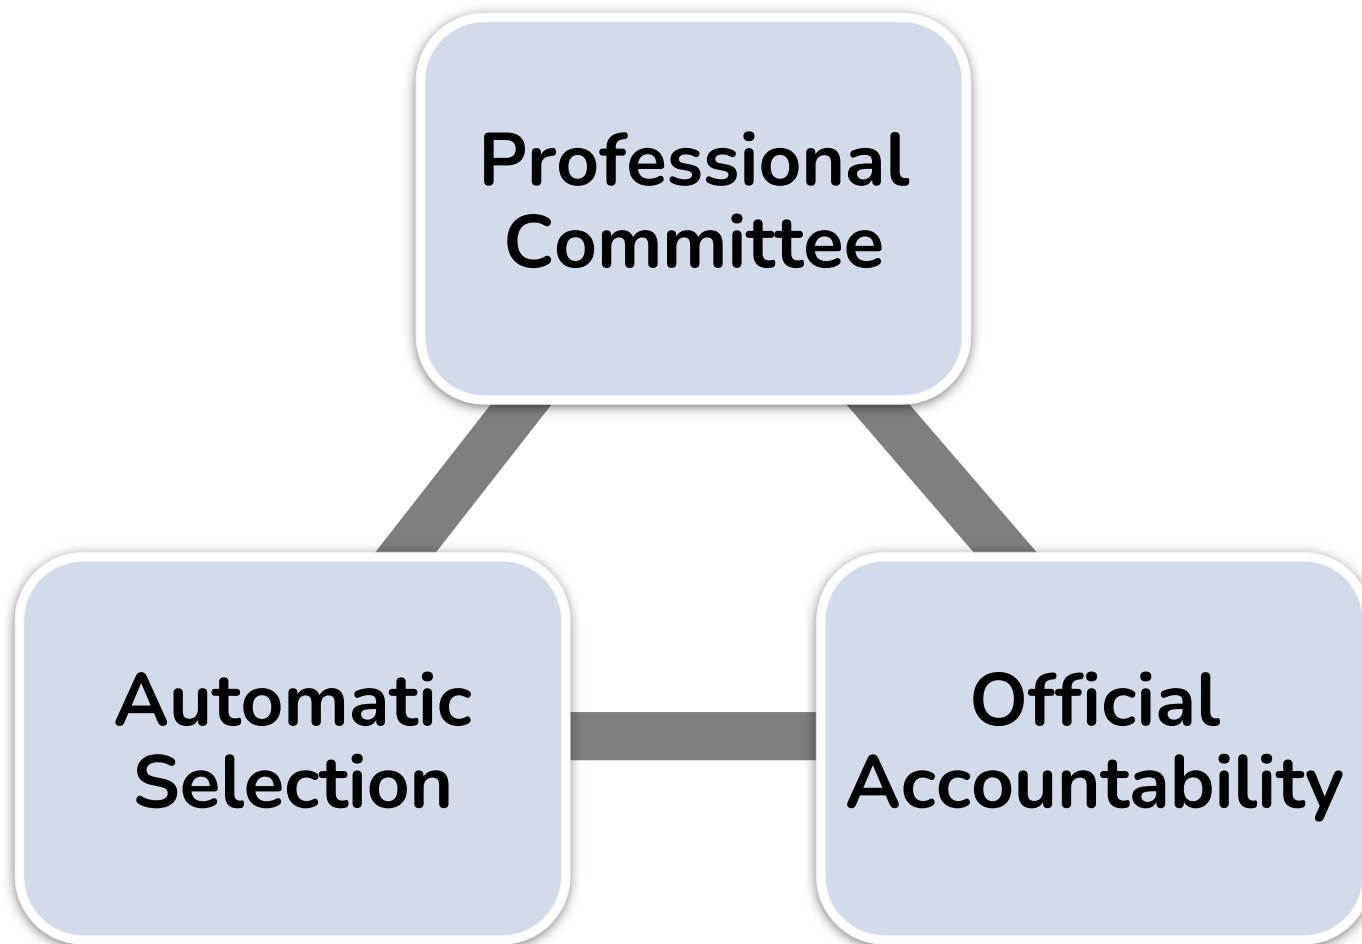 Professional
Committee
Automatic
Selection
Official
Accountability